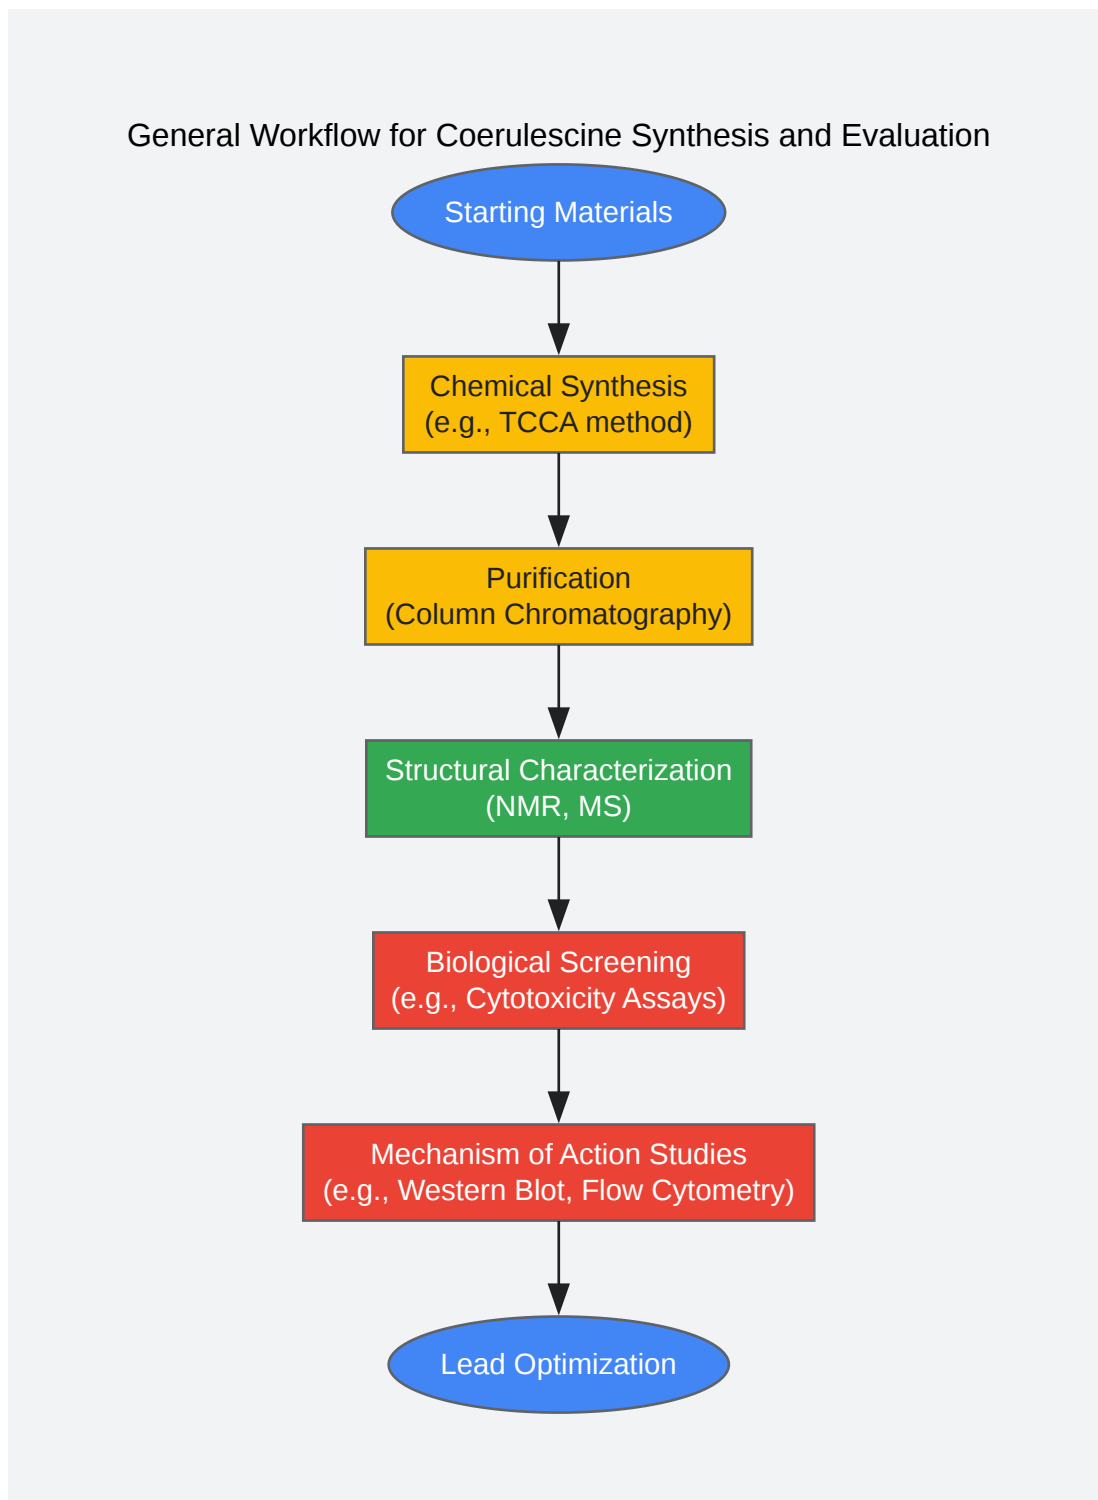 General Workflow for Coerulescine Synthesis and Evaluation
Starting Materials
Chemical Synthesis
(e.g., TCCA method)
Purification
(Column Chromatography)
Structural Characterization
(NMR, MS)
Biological Screening
(e.g., Cytotoxicity Assays)
Mechanism of Action Studies
(e.g., Western Blot, Flow Cytometry)
Lead Optimization